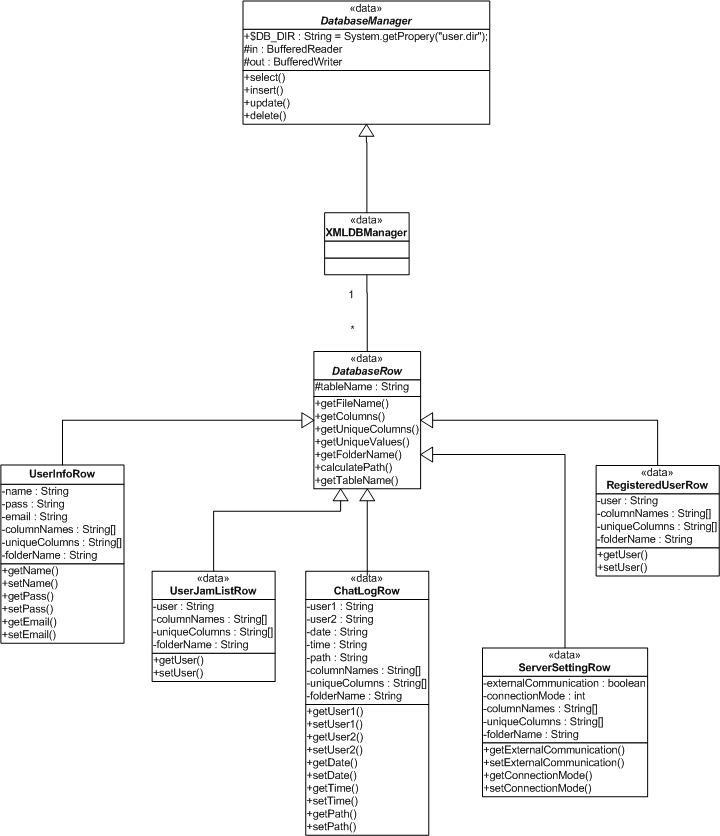 «data»
DatabaseManager
+$DB_DIR : String = System.getPropery("user.dir");
#in : BufferedReader
#out : BufferedWriter
+select()
+insert()
+update()
+delete()
«data»
XMLDBManager
1
*
«data»
DatabaseRow
#tableName : String
+getFileName()
+getColumns()
+getUniqueColumns()
+getUniqueValues()
+getFolderName()
+calculatePath()
+getTableName()
UserInfoRow
-name : String
-pass : String
-email : String
-columnNames : String[]
-uniqueColumns : String[]
-folderName : String
+getName()
+setName()
+getPass()
+setPass()
+getEmail()
+setEmail()
«data»
RegisteredUserRow
-user : String
-columnNames : String[]
-uniqueColumns : String[]
-folderName : String
+getUser()
+setUser()
«data»
UserJamListRow
-user : String
-columnNames : String[]
-uniqueColumns : String[]
-folderName : String
+getUser()
+setUser()
«data»
ChatLogRow
-user1 : String
-user2 : String
-date : String
-time : String
-path : String
-columnNames : String[]
-uniqueColumns : String[]
-folderName : String
+getUser1()
+setUser1()
+getUser2()
+setUser2()
+getDate()
+setDate()
+getTime()
+setTime()
+getPath()
+setPath()
«data»
ServerSettingRow
-externalCommunication : boolean
-connectionMode : int
-columnNames : String[]
-uniqueColumns : String[]
-folderName : String
+getExternalCommunication()
+setExternalCommunication()
+getConnectionMode()
+setConnectionMode()